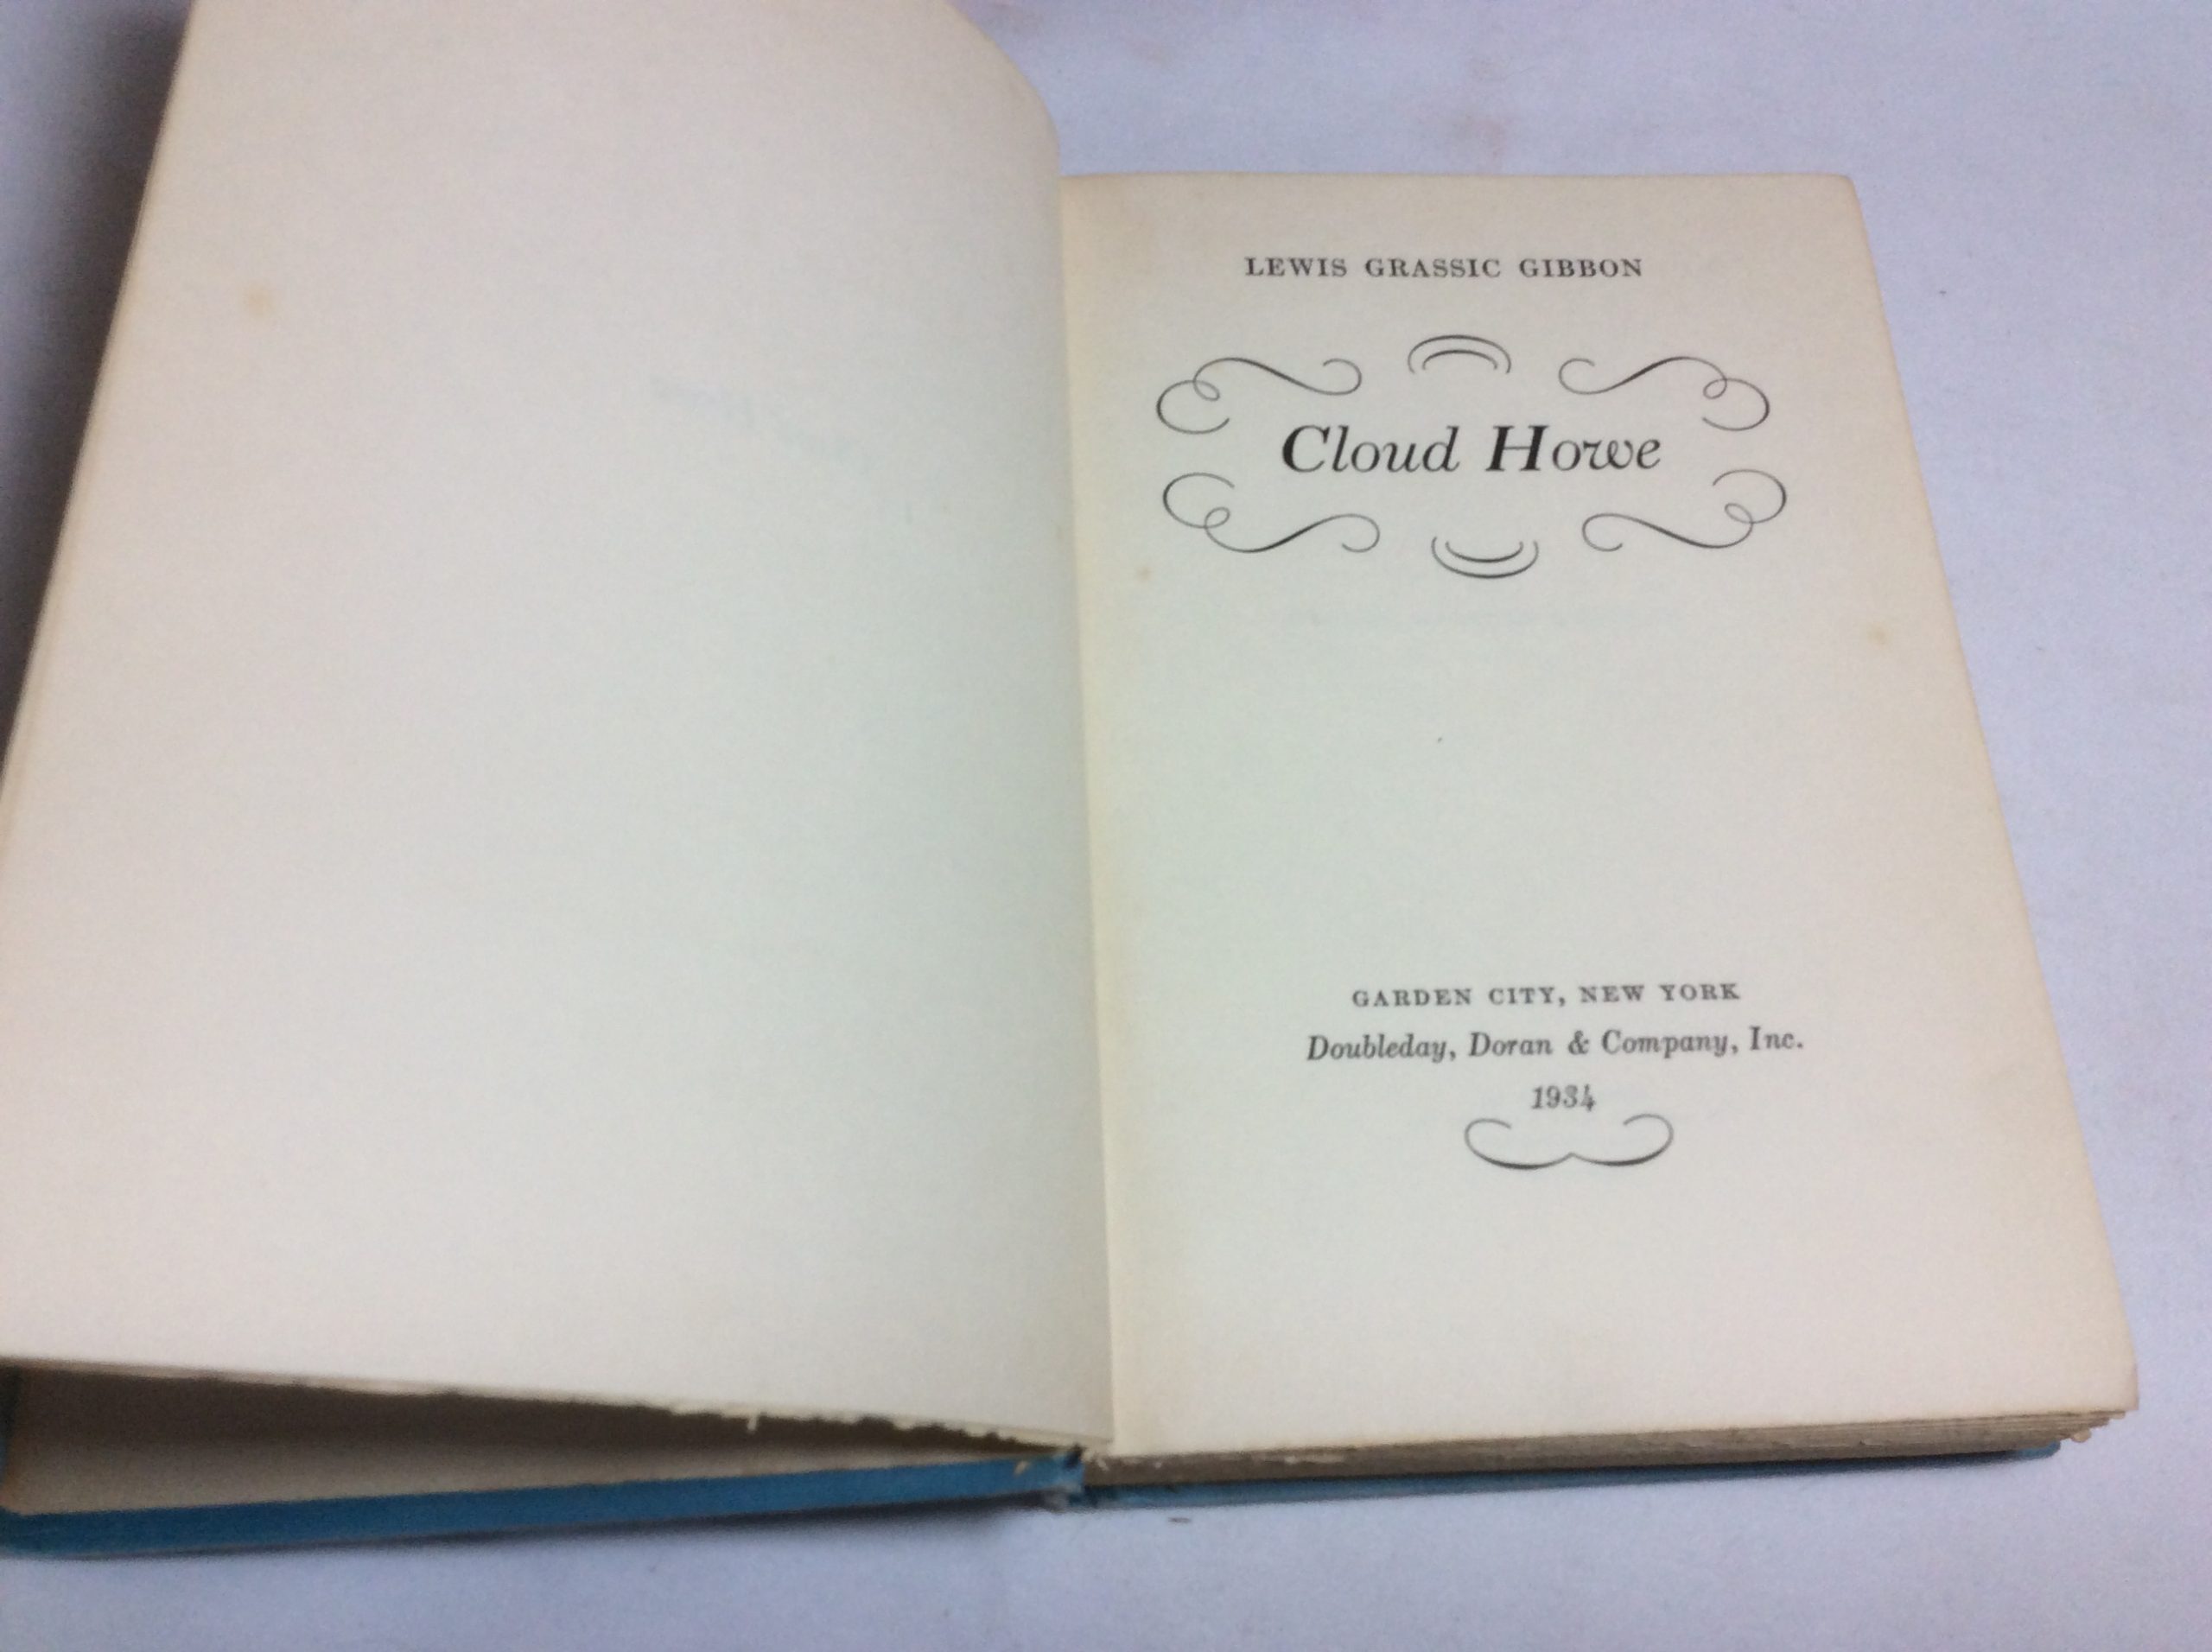 LEWIS GRASSIC GIBBON
Cloud Howe
GARDEN CITY, NEW YORK
Doubleday, Doran & Company, Inc.
1934